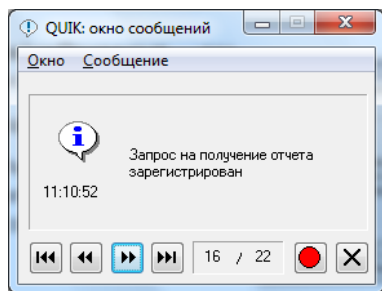 QUIK: окно сообщений
Окно Сообщение
Запрос на получение отчета
зарегистрирован
11:10:52
16 / 22